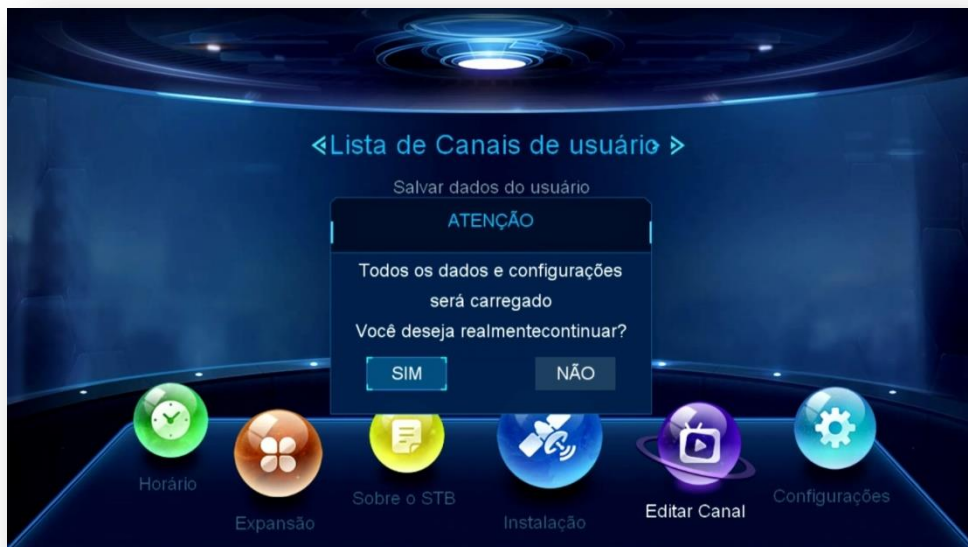 Lista de Canais de usuário
Salvar dados do usuário
ATENÇÃO
Todos os dados e configurações
será carregado
Você deseja realmentecontinuar?
SIM
NÃO
Horário
Expansão
Sobre o STB
Instalação
Editar Canal
Configurações